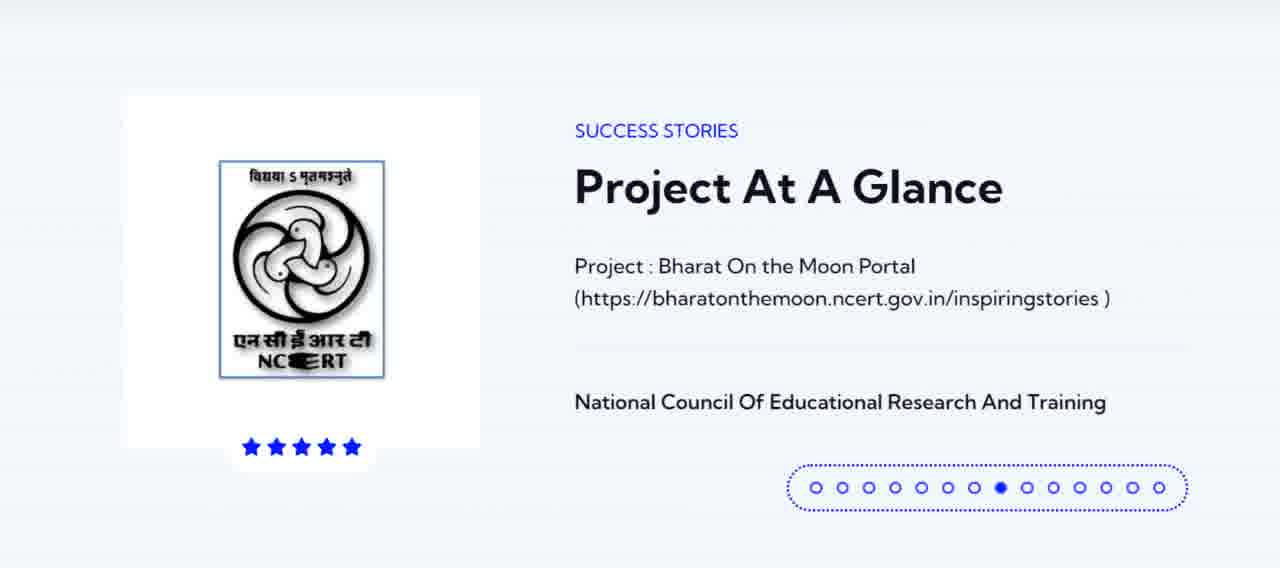 विद्यया ऽ मृतमश्नुते
एन सी ई आर टी
NCERT
SUCCESS STORIES
Project At A Glance
Project : Bharat On the Moon Portal
(https://bharatonthemoon.ncert.gov.in/inspiringstories )
National Council Of Educational Research And Training